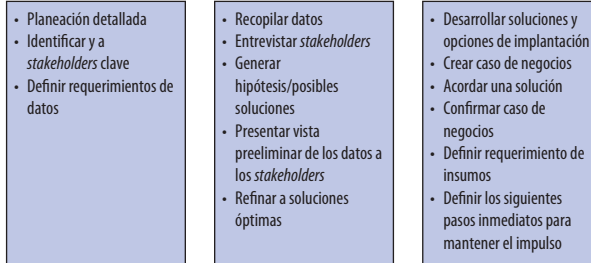 • Planeación detallada
• Identificar y a
stakeholders clave
• Definir requerimientos de
datos
• Recopilar datos
• Entrevistar stakeholders
• Generar
hipótesis/posibles
soluciones
• Presentar vista
preeliminar de los datos a
los stakeholders
• Refinar a soluciones
óptimas
• Desarrollar soluciones y
opciones de implantación
• Crear caso de negocios
• Acordar una solución
• Confirmar caso de
negocios
• Definir requerimiento de
insumos
• Definir los siguientes
pasos inmediatos para
mantener el impulso